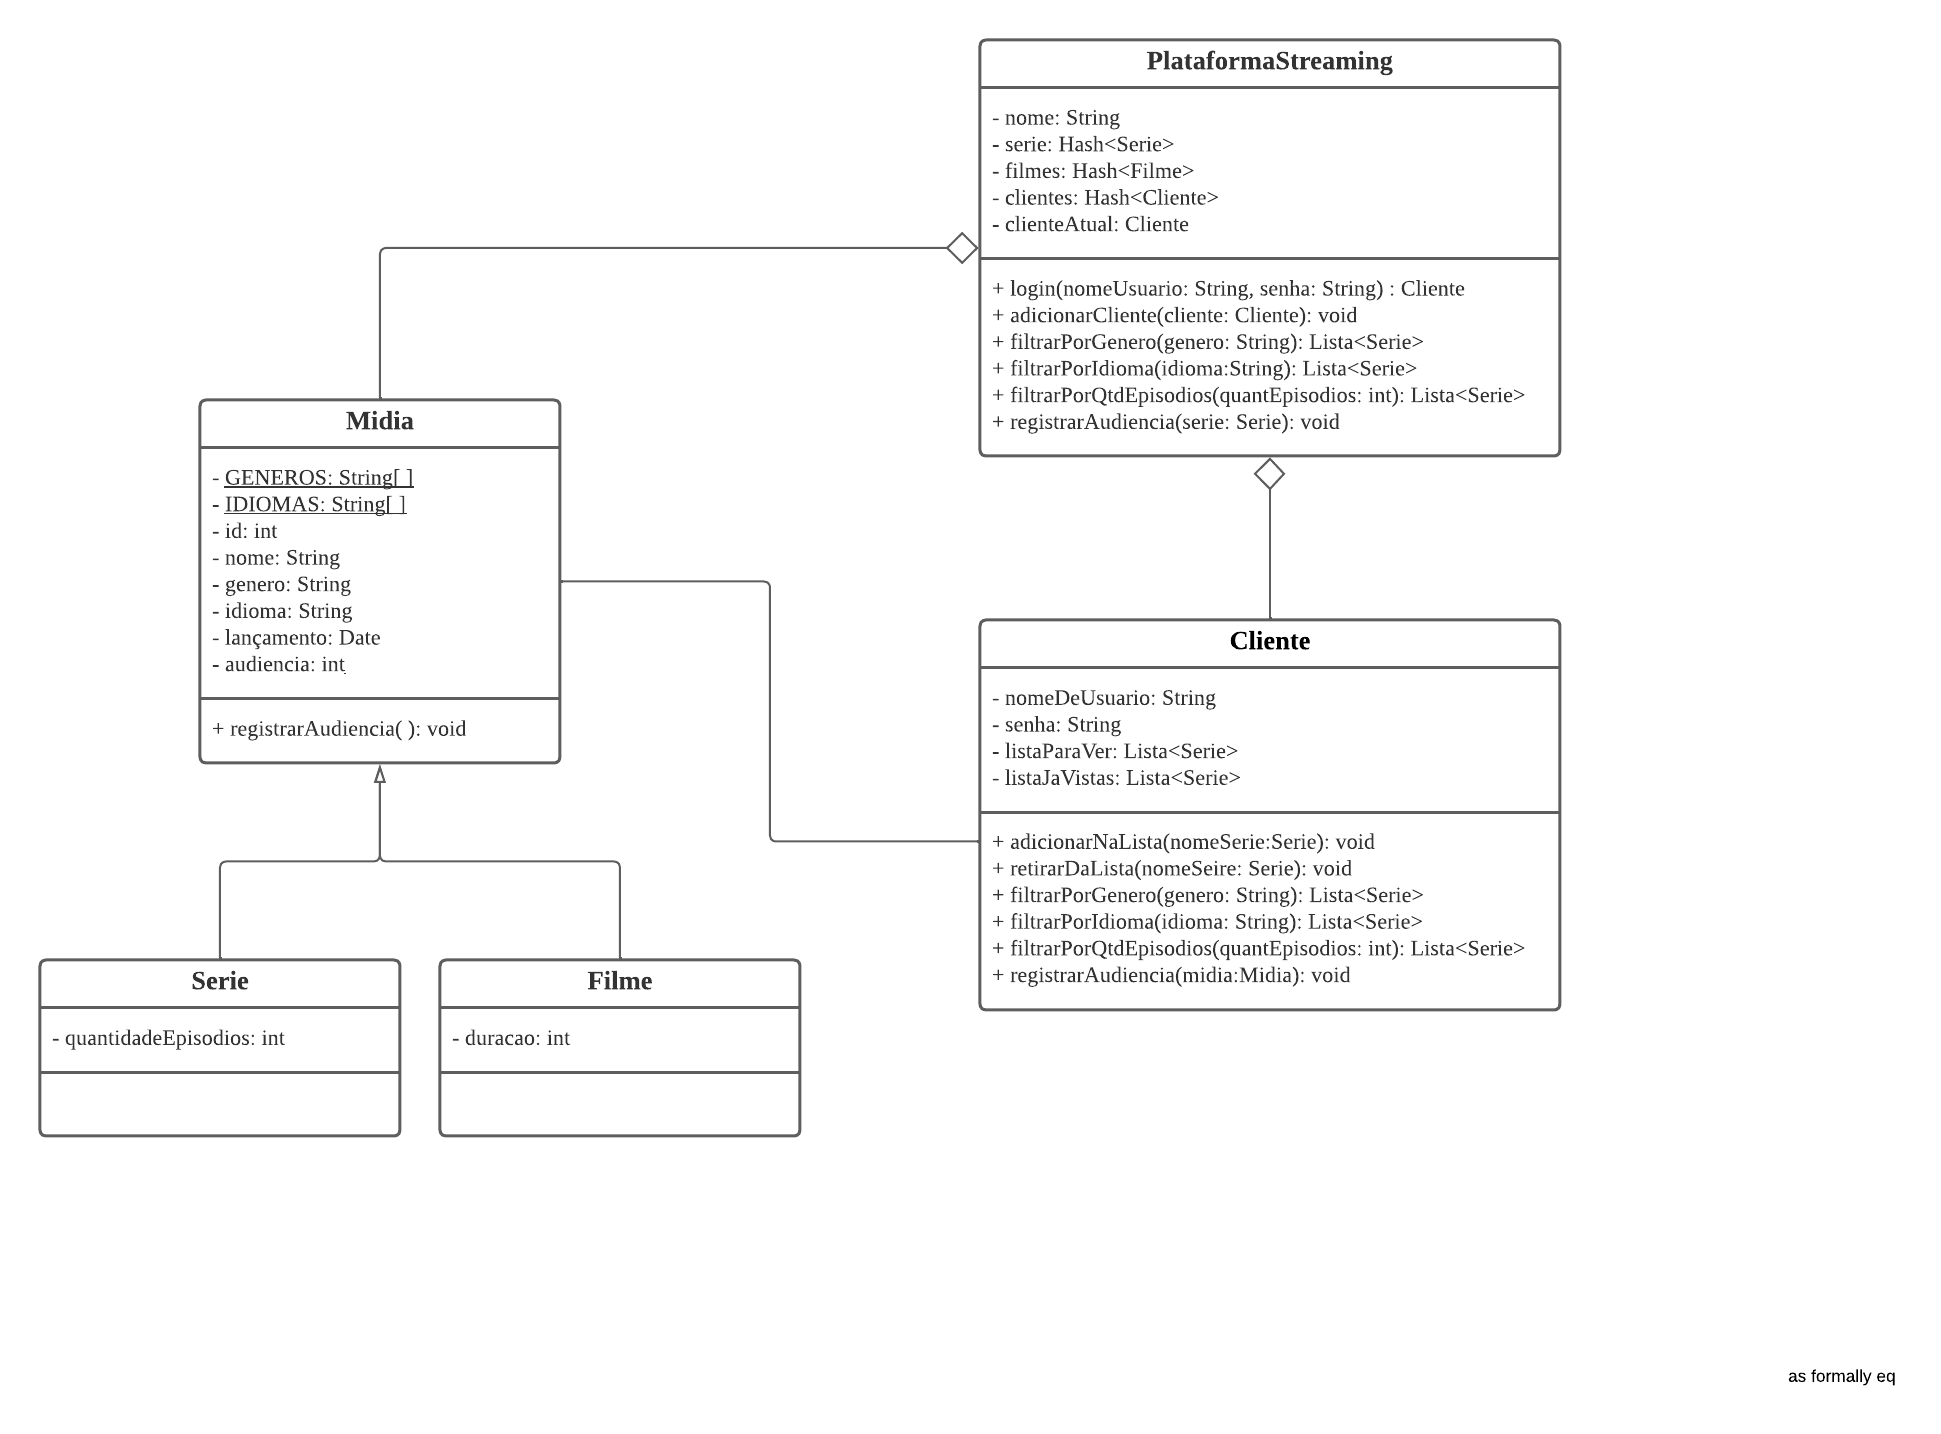 PlataformaStreaming
- nome: String
- serie: Hash<Serie>
- filmes: Hash<Filme>
- clientes: Hash<Cliente>
- clienteAtual: Cliente
+ login(nomeUsuario: String, senha: String) : Cliente
+ adicionarCliente(cliente: Cliente): void
+ filtrarPorGenero(genero: String): Lista<Serie>
+ filtrarPorIdioma(idioma:String): Lista<Serie>
+ filtrarPorQtdEpisodios(quantEpisodios: int): Lista<Serie>
+ registrarAudiencia(serie: Serie): void
Midia
- GENEROS: String[ ]
- IDIOMAS: String[ ]
- id: int
- nome: String
- genero: String
- idioma: String
- lançamento: Date
- audiencia: int
+ registrarAudiencia( ): void
Cliente
- nomeDeUsuario: String
- senha: String
- listaParaVer: Lista<Serie>
- listaJaVistas: Lista<Serie>
+ adicionarNaLista(nomeSerie:Serie): void
+ retirarDaLista(nomeSeire: Serie): void
+ filtrarPorGenero(genero: String): Lista<Serie>
+ filtrarPorIdioma(idioma: String): Lista<Serie>
+ filtrarPorQtdEpisodios(quantEpisodios: int): Lista<Serie>
+ registrarAudiencia(midia:Midia): void
Serie
- quantidadeEpisodios: int
Filme
- duracao: int
as formally eq